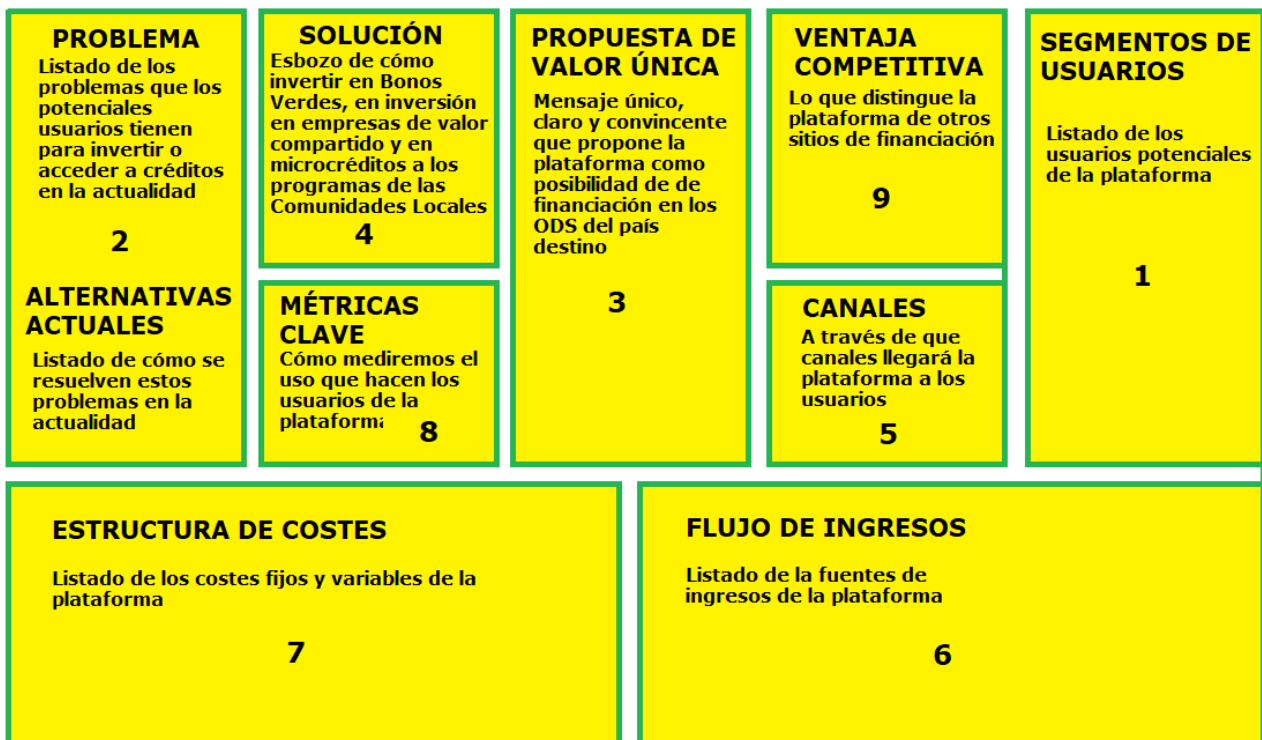 PROBLEMA
Listado de los
problemas que los
potenciales
usuarios tienen
para invertir o
acceder a créditos
en la actualidad
2
ALTERNATIVAS
ACTUALES
Listado de cómo se
resuelven estos
problemas en la
actualidad
SOLUCIÓN
Esbozo de cómo
invertir en Bonos
Verdes, en inversión
en empresas de valor
compartido y en
microcréditos a los
programas de las
Comunidades Locales
4
MÉTRICAS
CLAVE
Cómo mediremos el
uso que hacen los
usuarios de la
plataforma
8
PROPUESTA DE
VALOR ÚNICA
Mensaje único,
claro y convincente
que propone la
plataforma como
posibilidad de de
financiación en los
ODS del país
destino
3
VENTAJA
COMPETITIVA
Lo que distingue la
plataforma de otros
sitios de financiación
9
CANALES
A través de que
canales llegará la
plataforma a los
usuarios
5
SEGMENTOS DE
USUARIOS
Listado de los
usuarios potenciales
de la plataforma
1
ESTRUCTURA DE COSTES
Listado de los costes fijos y variables de la
plataforma
7
FLUJO DE INGRESOS
Listado de la fuentes de
ingresos de la plataforma
6